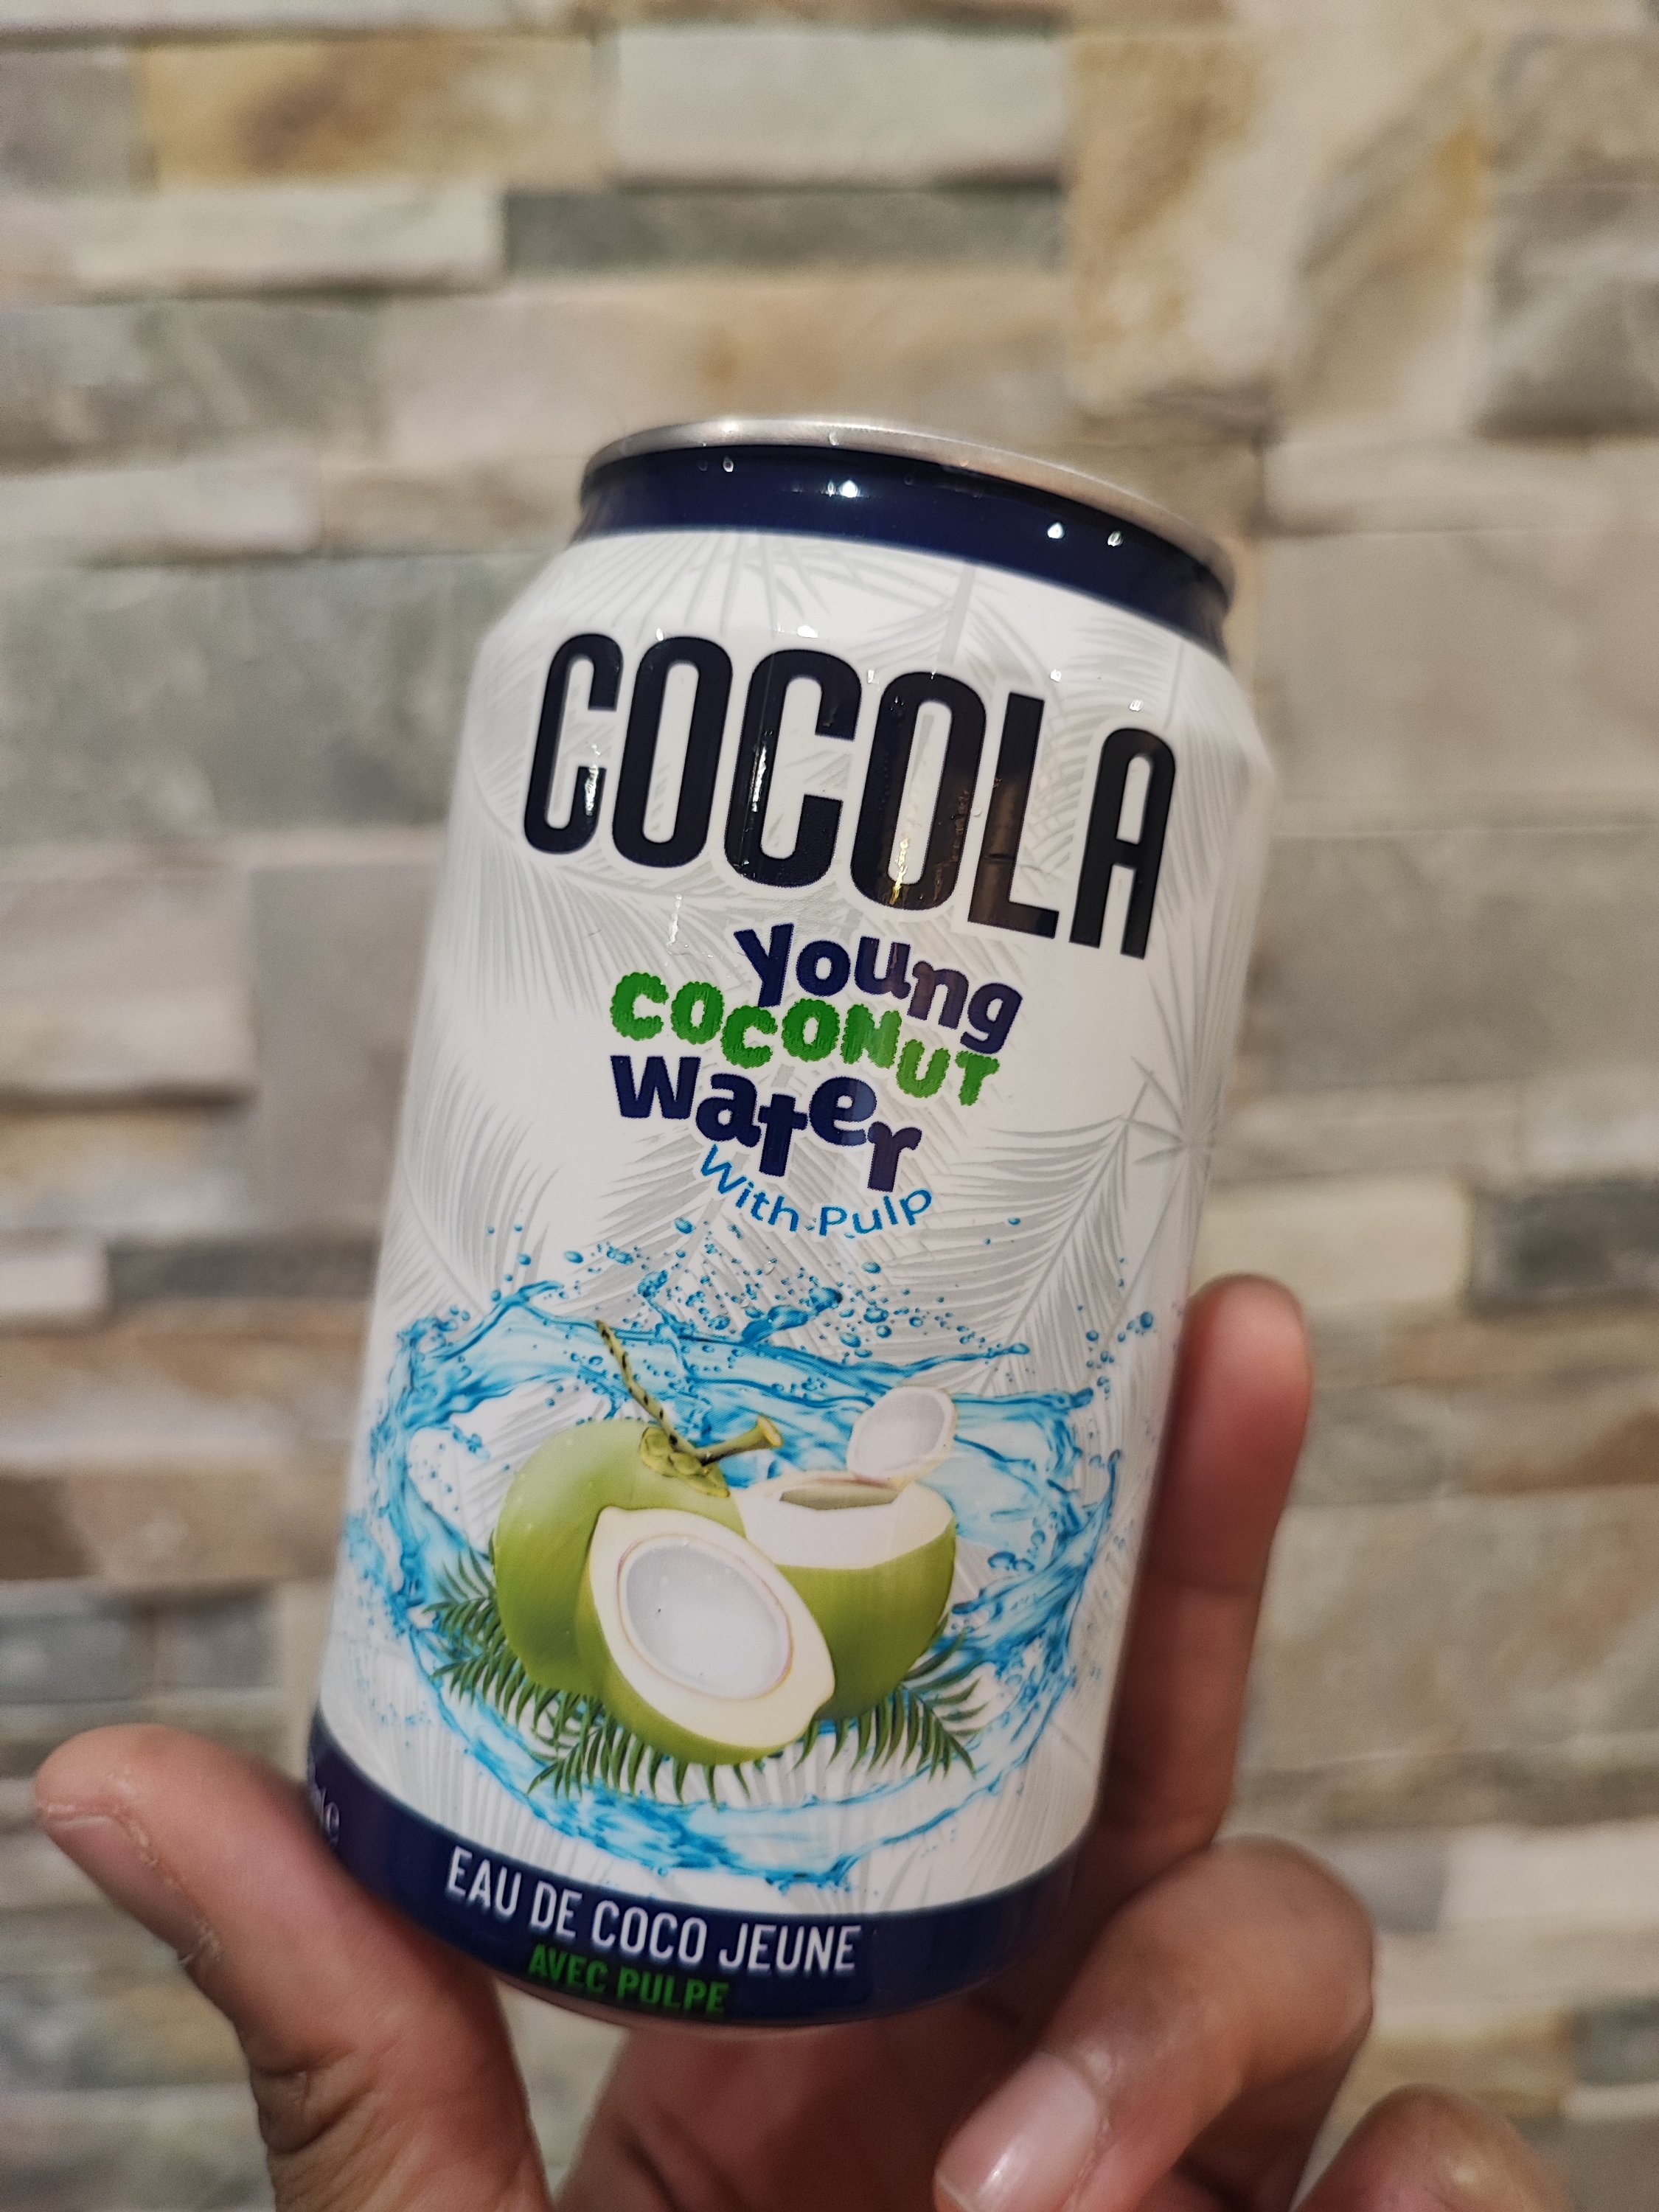 COCOLA
young
COCONUT
water
With Pulp
EAU DE COCO JEUNE
AVEC PULPE